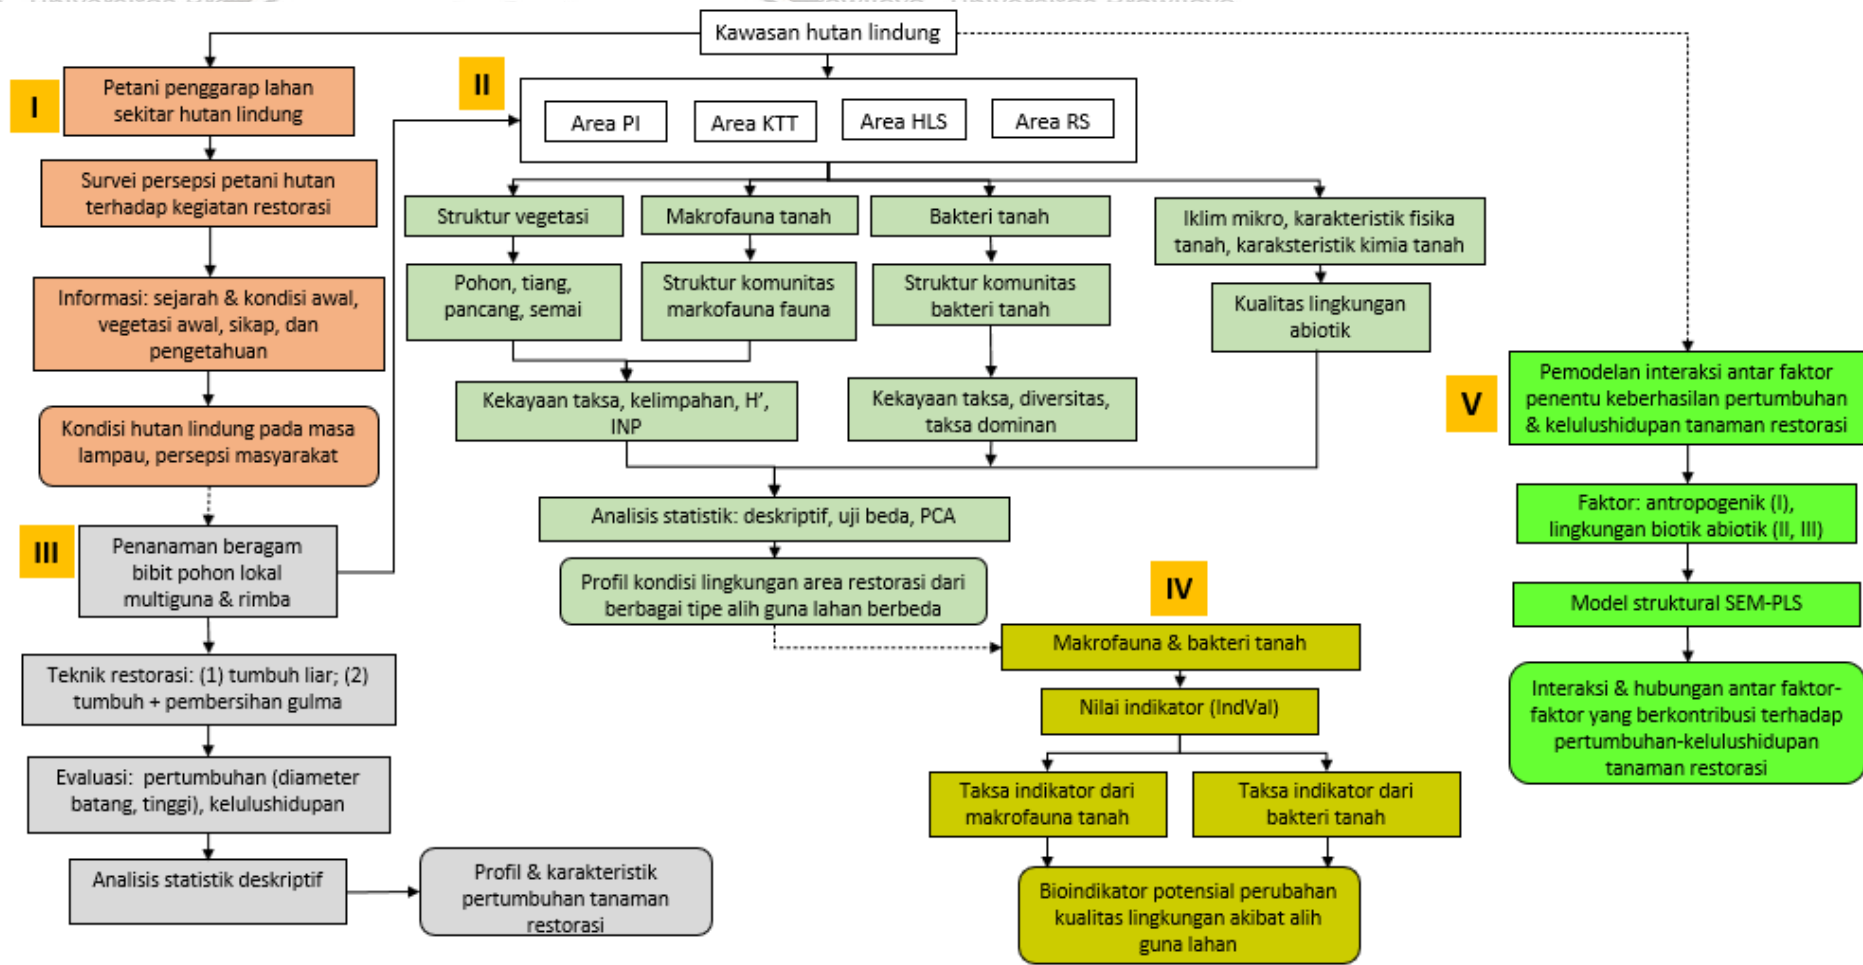 Kawasan hutan lindung
I
Petani penggarap lahan
sekitar hutan lindung
Survei persepsi petani hutan
terhadap kegiatan restorasi
Informasi: sejarah & kondisi awal,
vegetasi awal, sikap, dan
pengetahuan
Kondisi hutan lindung pada masa
lampau, persepsi masyarakat
II
Area PI
Area KTT
Area HLS
Area RS
Struktur vegetasi
Makrofauna tanah
Bakteri tanah
Iklim mikro, karakteristik fisika
tanah, karaksteristik kimia tanah
Pohon, tiang,
pancang, semai
Struktur komunitas
markofauna fauna
Struktur komunitas
bakteri tanah
Kualitas lingkungan
abiotik
Kekayaan taksa, kelimpahan, H’,
INP
Kekayaan taksa, diversitas,
taksa dominan
Analisis statistik: deskriptif, uji beda, PCA
Profil kondisi lingkungan area restorasi dari
berbagai tipe alih guna lahan berbeda
III
Penanaman beragam
bibit pohon lokal
multiguna & rimba
Teknik restorasi: (1) tumbuh liar; (2)
tumbuh + pembersihan gulma
Evaluasi: pertumbuhan (diameter
batang, tinggi), kelulushidupan
Analisis statistik deskriptif
Profil & karakteristik
pertumbuhan tanaman
restorasi
IV
Makrofauna & bakteri tanah
Nilai indikator (IndVal)
Taksa indikator dari
makrofauna tanah
Taksa indikator dari
bakteri tanah
Bioindikator potensial perubahan
kualitas lingkungan akibat alih
guna lahan
V
Pemodelan interaksi antar faktor
penentu keberhasilan pertumbuhan
& kelulushidupan tanaman restorasi
Faktor: antropogenik (I),
lingkungan biotik abiotik (II, III)
Model struktural SEM-PLS
Interaksi & hubungan antar faktor-
faktor yang berkontribusi terhadap
pertumbuhan-kelulushidupan
tanaman restorasi